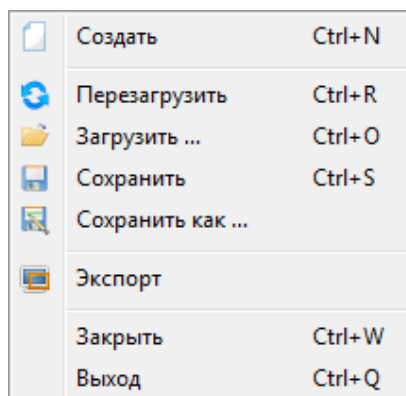 Создать Ctrl+N
Перезагрузить Ctrl+R
Загрузить ... Ctrl+O
Сохранить Ctrl+S
Сохранить как ...
Экспорт
Закрыть Ctrl+W
Выход Ctrl+Q